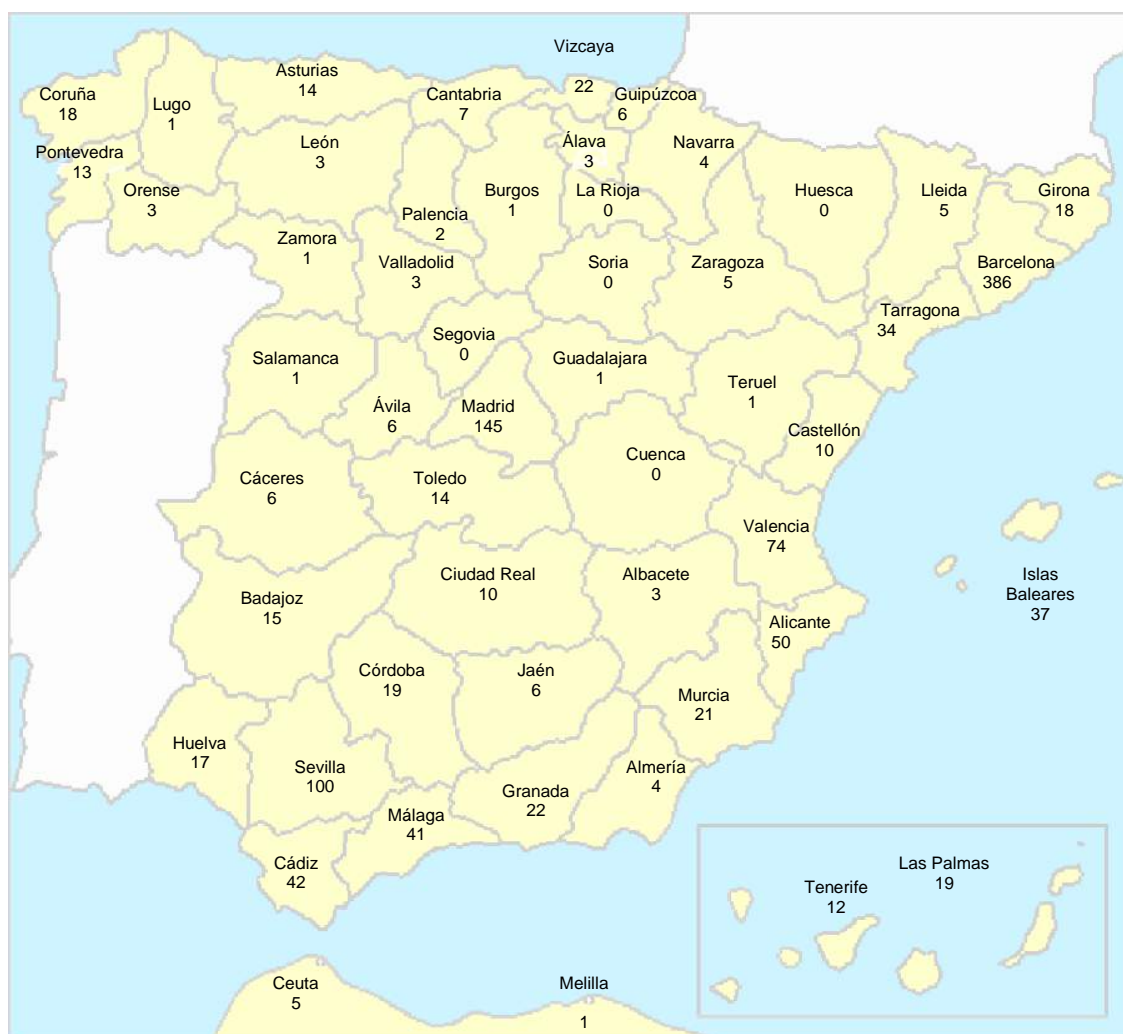 Vizcaya
22
Asturias
14
Coruña
18
Lugo
1
Cantabria
7
Guipúzcoa
6
Pontevedra
13
León
3
Álava
3
Navarra
4
Orense
3
Palencia
2
Burgos
1
La Rioja
0
Huesca
0
Lleida
5
Girona
18
Zamora
1
Valladolid
3
Soria
0
Zaragoza
5
Barcelona
386
Tarragona
34
Segovia
0
Salamanca
1
Guadalajara
1
Teruel
1
Ávila
6
Madrid
145
Castellón
10
Cuenca
0
Cáceres
6
Toledo
14
Valencia
74
Ciudad Real
10
Albacete
3
Islas
Baleares
37
Badajoz
15
Alicante
50
Córdoba
19
Jaén
6
Murcia
21
Huelva
17
Sevilla
100
Almería
4
Granada
22
Málaga
41
Cádiz
42
Las Palmas
19
Tenerife
12
Ceuta
5
Melilla
1